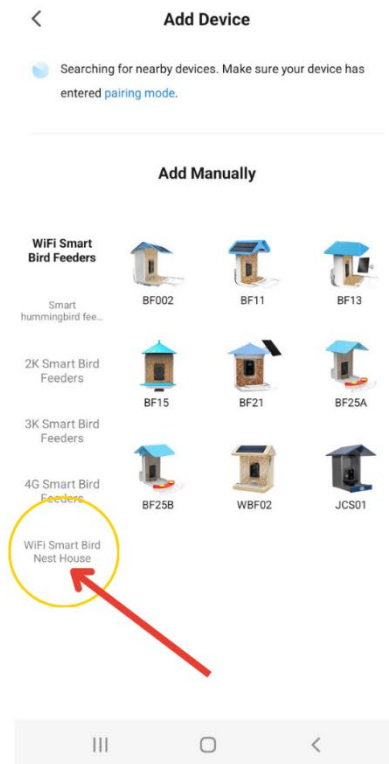 Add Device
Searching for nearby devices. Make sure your device has
entered pairing mode.
Add Manually
WiFi Smart
Bird Feeders
Smart
hummingbird fee...
2K Smart Bird
Feeders
3K Smart Bird
Feeders
4G Smart Bird
Feeders
WiFi Smart Bird
Nest House
BF002
BF11
BF13
BF15
BF21
BF25A
BF25B
WBF02
JCS01